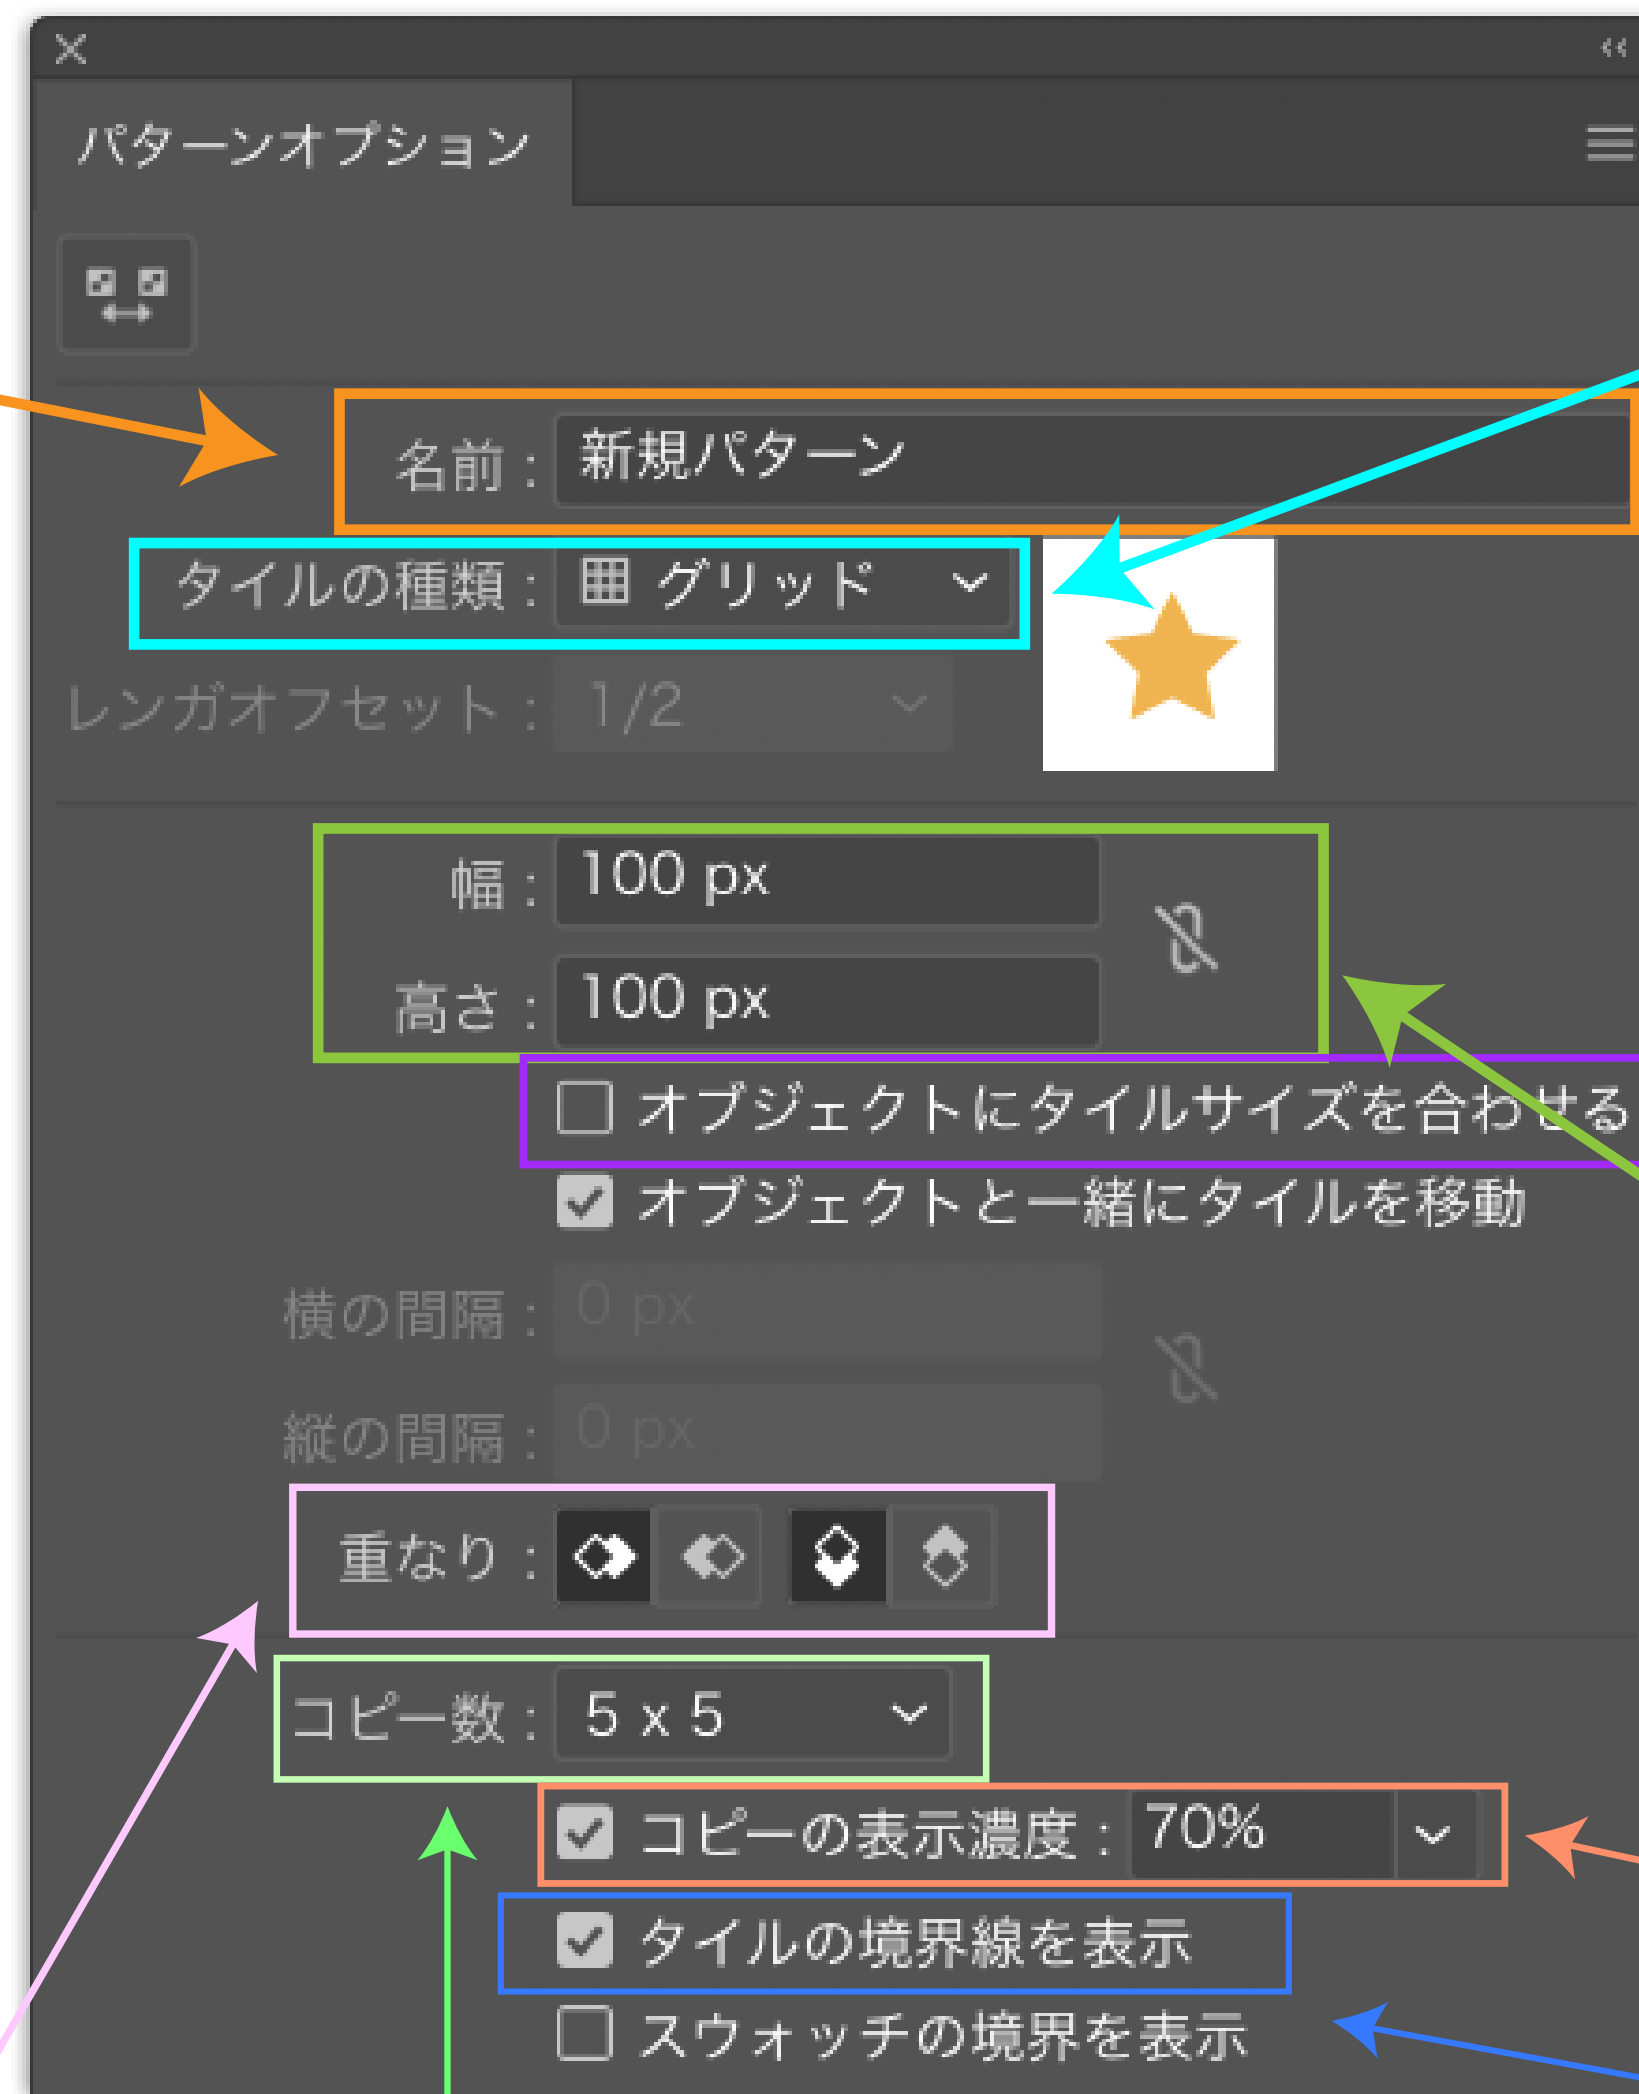 パターンオプション
名前 : 新規パターン
タイルの種類 : グリッド
レンガオフセット : 1/2
幅 : 100 px
高さ : 100 px
オブジェクトにタイルサイズを合わせる
オブジェクトと一緒にタイルを移動
横の間隔 : 0 px
縦の間隔 : 0 px
重なり :
コピー数 : 5 x 5
コピーの表示濃度 : 70%
タイルの境界線を表示
スウォッチの境界を表示